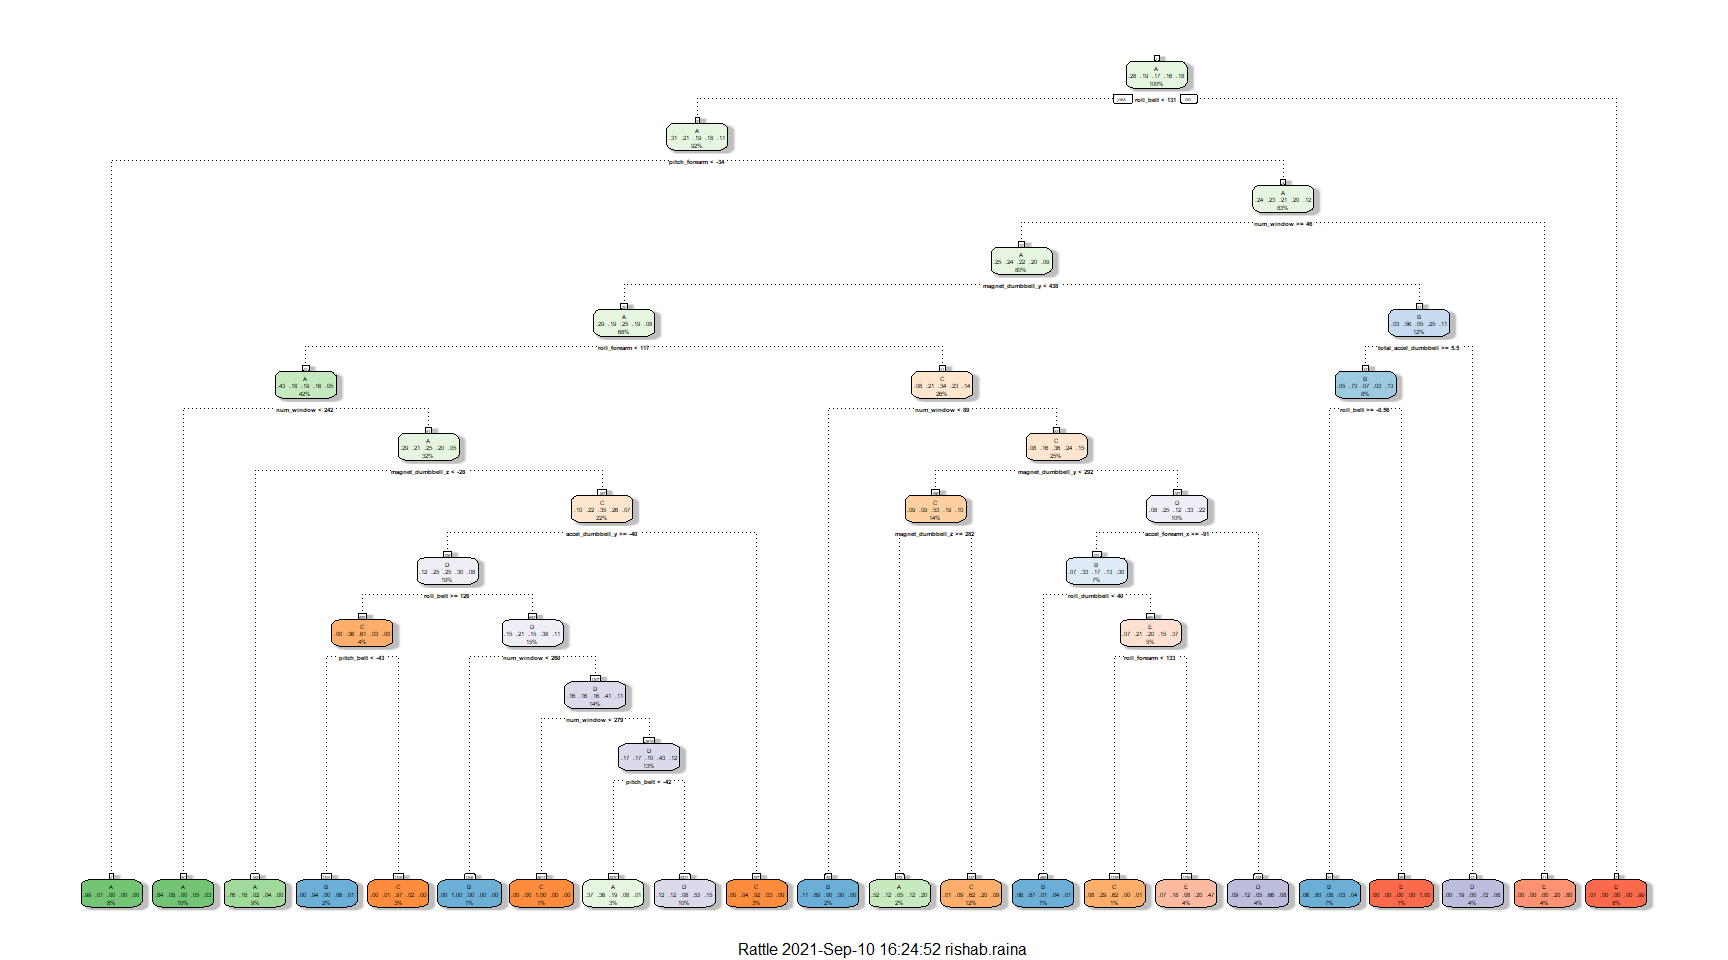 A
.28 .19 .17 .16 .18
100%
yes roll_belt < 131 no
A
.31 .21 .19 .18 .11
92%
pitch_forearm < -34
A
.24 .23 .21 .20 .12
83%
num_window >= 46
A
.25 .24 .22 .20 .09
80%
magnet_dumbbell_y < 438
A
.29 .19 .25 .19 .08
68%
B
.03 .56 .05 .25 .11
12%
roll_forearm < 117
total_accel_dumbbell >= 5.5
A
.43 .18 .19 .16 .05
42%
C
.08 .21 .34 .23 .14
26%
B
.05 .73 .07 .03 .13
8%
num_window < 242
num_window < 89
roll_belt >= -0.56
A
.29 .21 .25 .20 .05
32%
C
.08 .16 .36 .24 .15
25%
magnet_dumbbell_z < -28
magnet_dumbbell_y < 292
C
.10 .22 .35 .26 .07
22%
C
.09 .09 .53 .19 .10
14%
D
.08 .25 .12 .33 .22
10%
accel_dumbbell_y >= -40
magnet_dumbbell_z >= 282
accel_forearm_x >= -91
D
.12 .25 .25 .30 .08
19%
B
.07 .33 .17 .13 .30
7%
roll_belt >= 126
roll_dumbbell < 40
C
.00 .36 .61 .03 .00
4%
D
.15 .21 .15 .38 .11
15%
E
.07 .21 .20 .15 .37
5%
pitch_belt < -43
num_window < 260
roll_forearm < 133
D
.16 .16 .16 .41 .11
14%
num_window < 279
D
.17 .17 .10 .43 .12
13%
pitch_belt < -42
A
.99 .01 .00 .00 .00
8%
A
.84 .08 .00 .05 .03
10%
A
.76 .16 .02 .04 .00
9%
B
.00 .94 .00 .06 .01
2%
C
.00 .01 .97 .02 .00
3%
B
.00 1.00 .00 .00 .00
1%
C
.00 .00 1.00 .00 .00
1%
A
.37 .36 .19 .08 .01
3%
D
.12 .12 .08 .53 .15
10%
C
.00 .04 .92 .03 .00
3%
B
.11 .89 .00 .00 .00
2%
A
.52 .12 .05 .12 .20
2%
C
.01 .09 .62 .20 .09
12%
B
.06 .87 .01 .04 .01
1%
C
.08 .29 .62 .00 .01
1%
E
.07 .18 .08 .20 .47
4%
D
.09 .12 .05 .66 .08
4%
B
.06 .80 .08 .03 .04
7%
E
.00 .00 .00 .00 1.00
1%
D
.00 .19 .00 .72 .08
4%
E
.00 .00 .00 .20 .80
4%
E
.01 .00 .00 .00 .99
8%
Rattle 2021-Sep-10 16:24:52 rishab.raina